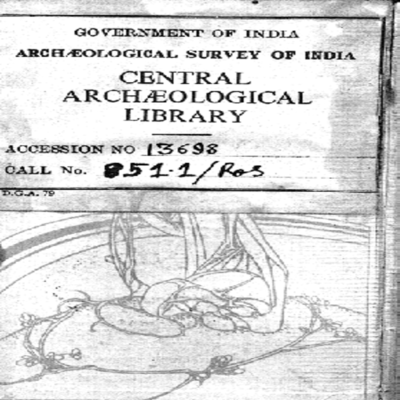 GOVERNMENT OF INDIA
ARCHÆOLOGICAL SURVEY OF INDIA
CENTRAL
ARCHÆOLOGICAL
LIBRARY
ACCESSION NO 13698
CALL No. 851.1/Ros
D.G.A. 79